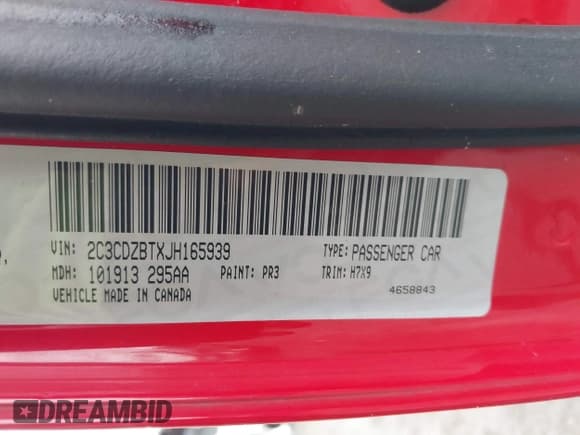 VIN: 2C3CDZBTXJH165939 TYPE: PASSENGER CAR
MDH: 101913 295AA PAINT: PR3 TRIM: H7X9
VEHICLE MADE IN CANADA 4658843
DREAMBID